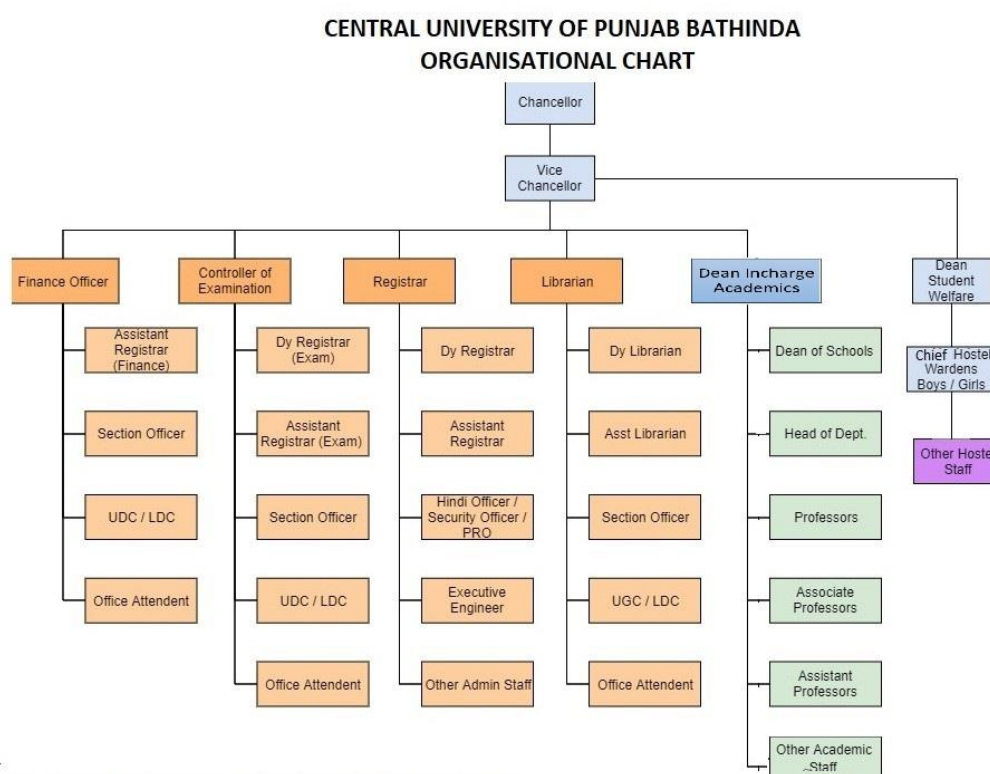 CENTRAL UNIVERSITY OF PUNJAB BATHINDA
ORGANISATIONAL CHART
Chancellor
Vice
Chancellor
Finance Officer
Controller of
Examination
Registrar
Librarian
Dean Incharge
Academics
Dean
Student
Welfare
Assistant
Registrar
(Finance)
Dy Registrar
(Exam)
Dy Registrar
Dy Librarian
Dean of Schools
Chief Hostel
Wardens
Boys / Girls
Section Officer
Assistant
Registrar (Exam)
Assistant
Registrar
Asst Librarian
Head of Dept.
Other Hoste
Staff
UDC / LDC
Section Officer
Hindi Officer /
Security Officer /
PRO
Section Officer
Professors
Office Attendent
UDC / LDC
Executive
Engineer
UGC / LDC
Associate
Professors
Office Attendent
Other Admin Staff
Office Attendent
Assistant
Professors
Other Academic
Staff